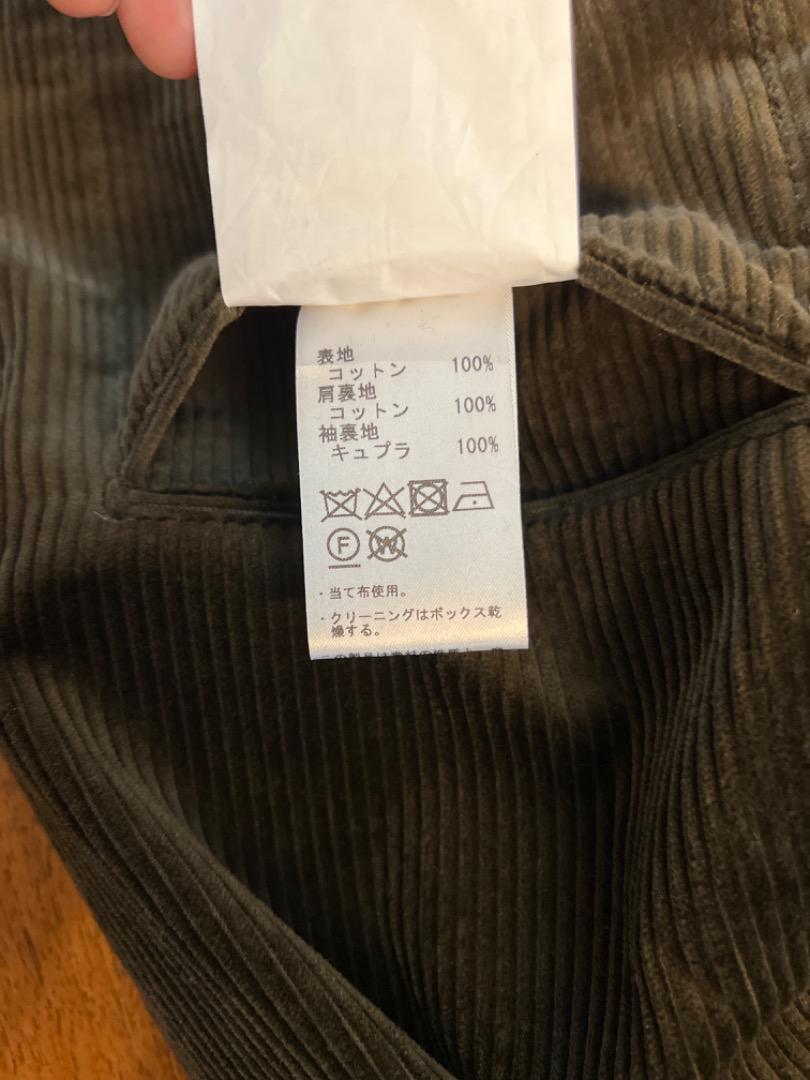 表地
コットン 100%
肩裏地
コットン 100%
袖裏地
キュプラ 100%
F W
・当て布使用。
・クリーニングはボックス乾
燥する。